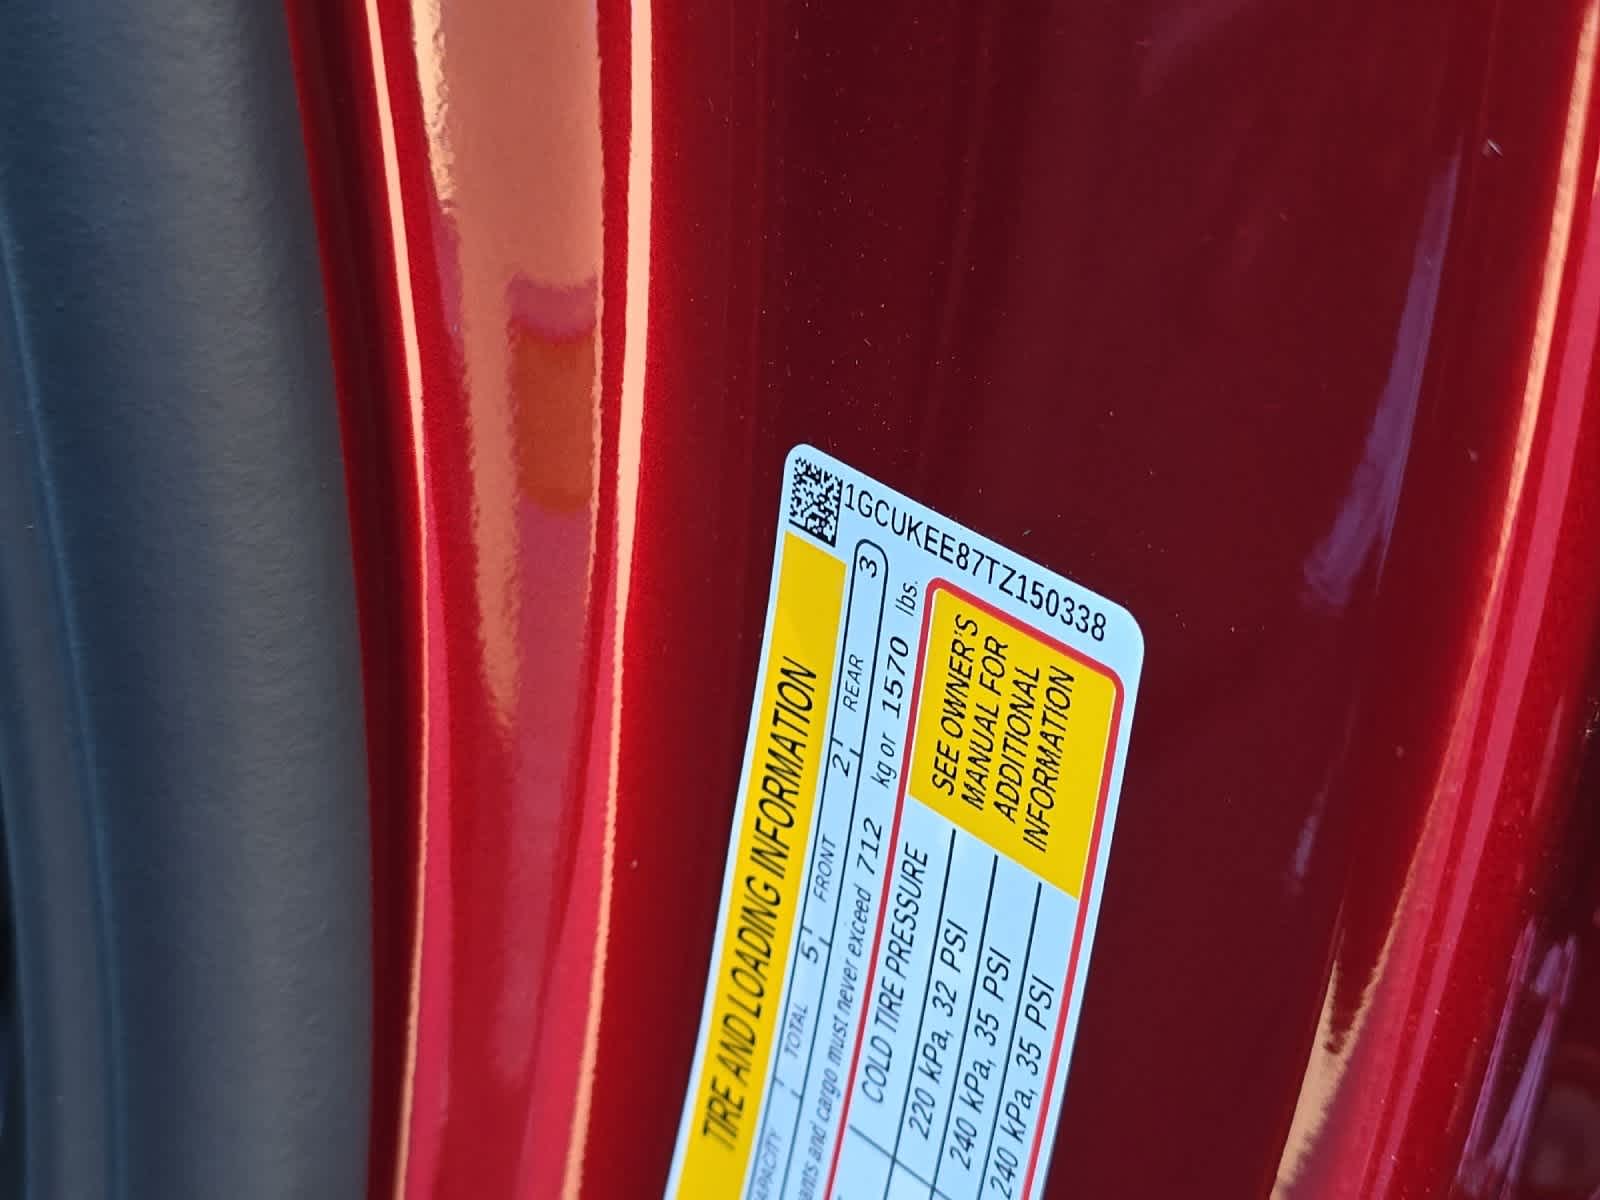 1GCUKEE87TZ150338
TIRE AND LOADING INFORMATION
TOTAL 5 FRONT 2 REAR 3
and cargo must never exceed 712 kg or 1570 lbs.
COLD TIRE PRESSURE
220 kPa, 32 PSI
240 kPa, 35 PSI
240 kPa, 35 PSI
SEE OWNER'S
MANUAL FOR
ADDITIONAL
INFORMATION